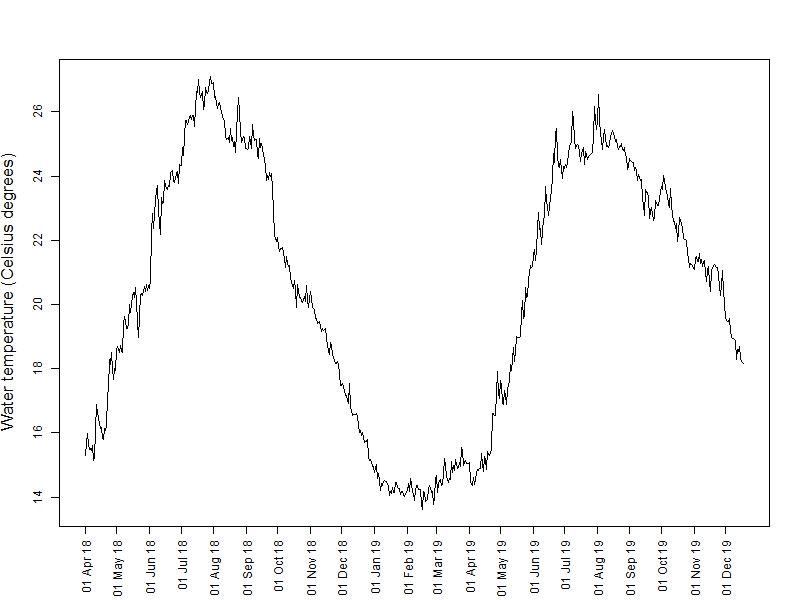 Water temperature (Celsius degrees)
26
24
22
20
18
16
14
01 Apr 18
01 May 18
01 Jun 18
01 Jul 18
01 Aug 18
01 Sep 18
01 Oct 18
01 Nov 18
01 Dec 18
01 Jan 19
01 Feb 19
01 Mar 19
01 Apr 19
01 May 19
01 Jun 19
01 Jul 19
01 Aug 19
01 Sep 19
01 Oct 19
01 Nov 19
01 Dec 19